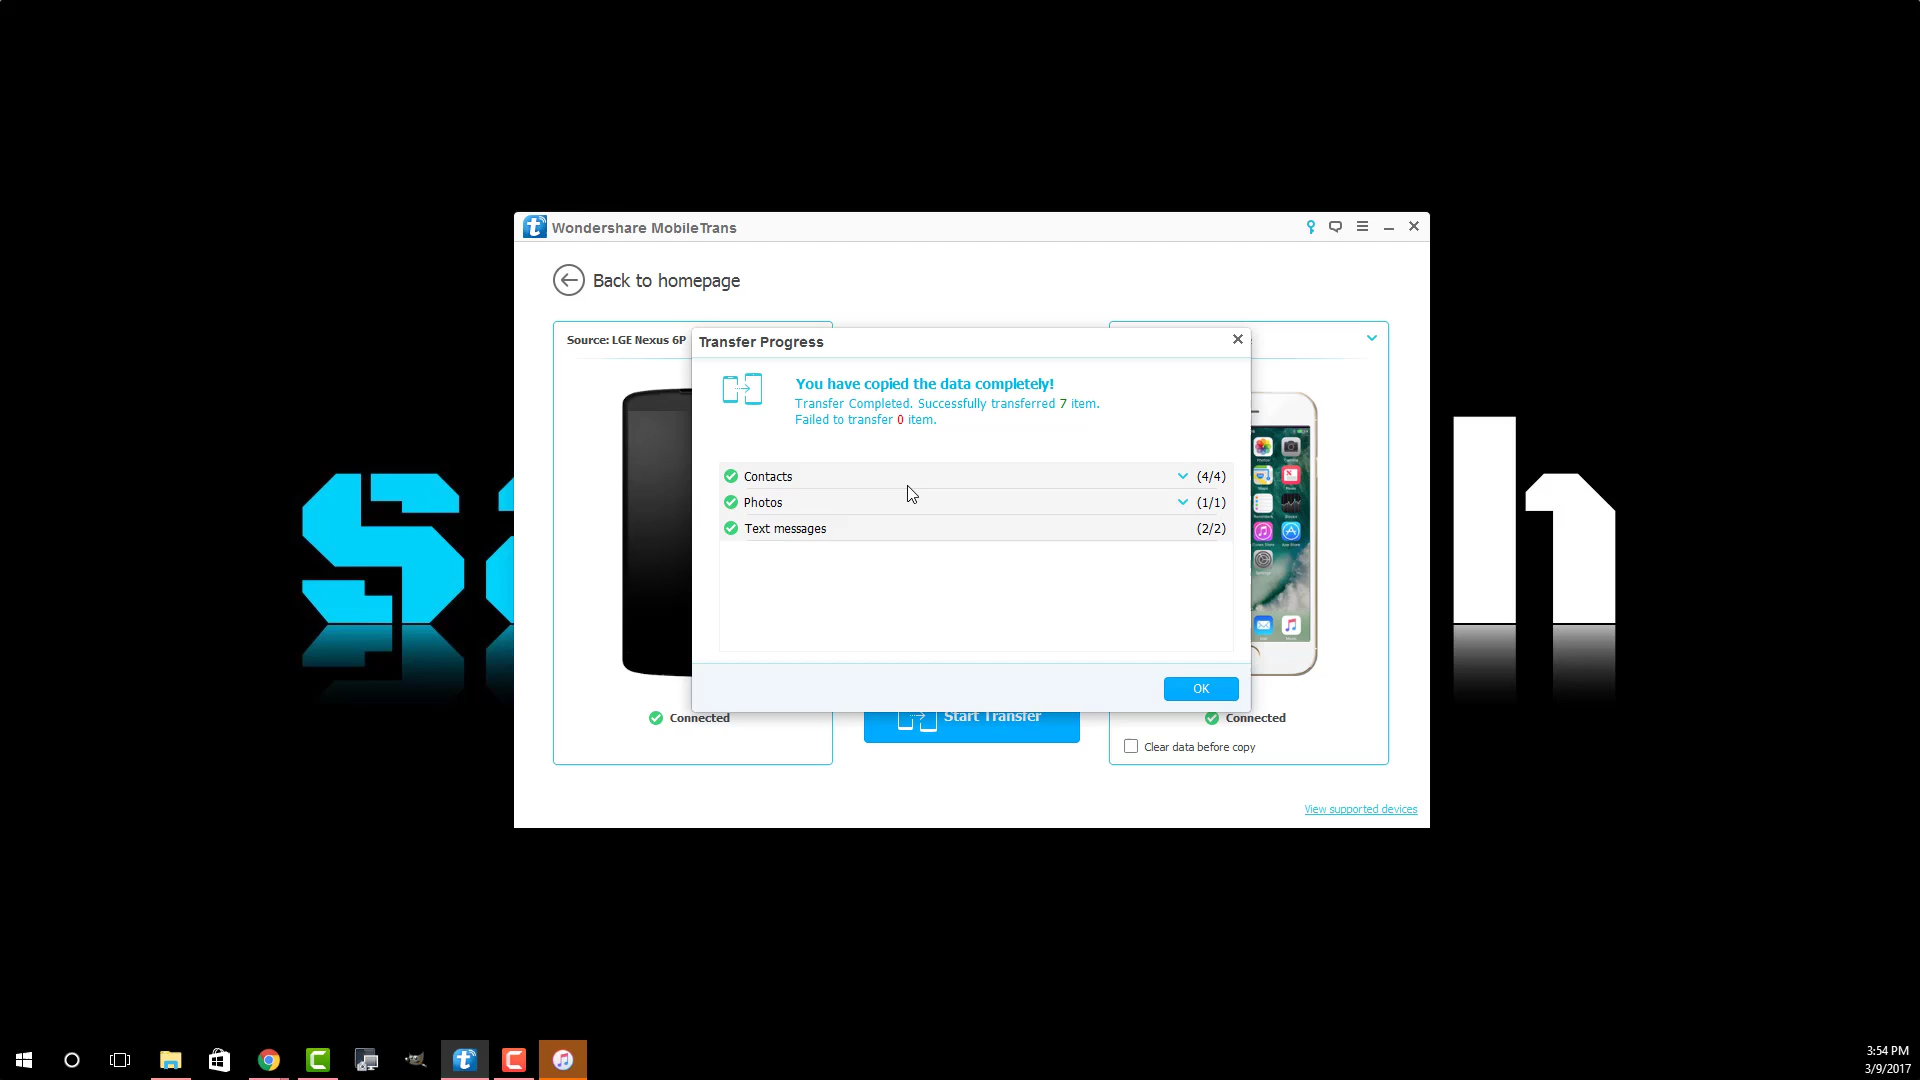 Wondershare MobileTrans
Back to homepage
Source: LGE Nexus 6P
Transfer Progress
You have copied the data completely!
Transfer Completed. Successfully transferred 7 item.
Failed to transfer 0 item.
Contacts (4/4)
Photos (1/1)
Text messages (2/2)
OK
Start Transfer
Connected
Connected
Clear data before copy
View supported devices
h
3:54 PM
3/9/2017